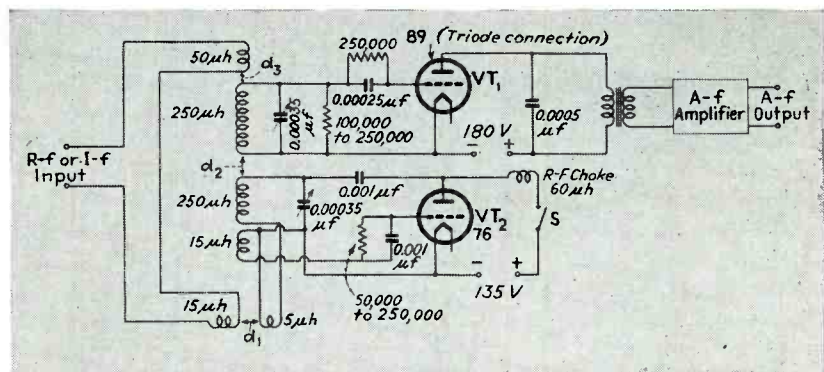 89 (Triode connection)
250,000
50µh
d3
VT1
0.00025µf
250µh
0.00035
µf
100,000
to 250,000
180 V
- +
0.0005
µf
A-f
Amplifier
A-f
Output
R-f or I-f
Input
d2
R-F Choke
60µh
0.001µf
250µh
0.00035µf
VT2
76
S
15µh
0.001
µf
- +
135 V
50,000
to 250,000
15µh
5µh
d1